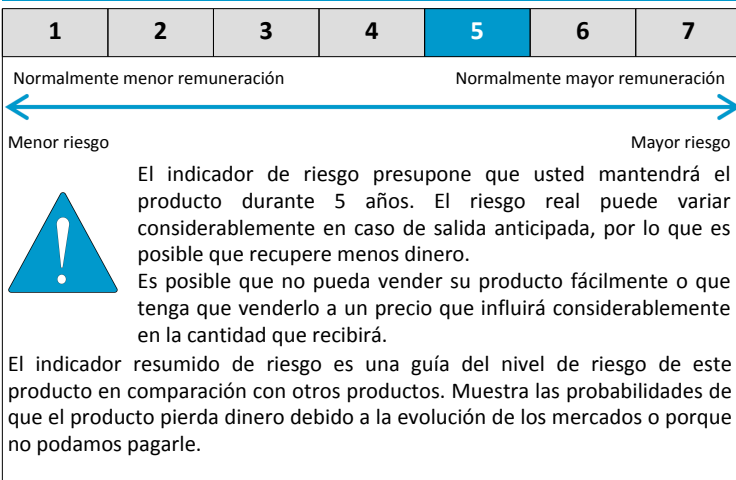 1 2 3 4 5 6 7
Normalmente menor remuneración Normalmente mayor remuneración
Menor riesgo Mayor riesgo
El indicador de riesgo presupone que usted mantendrá el
producto durante 5 años. El riesgo real puede variar
considerablemente en caso de salida anticipada, por lo que es
posible que recupere menos dinero.
Es posible que no pueda vender su producto fácilmente o que
tenga que venderlo a un precio que influirá considerablemente
en la cantidad que recibirá.
El indicador resumido de riesgo es una guía del nivel de riesgo de este
producto en comparación con otros productos. Muestra las probabilidades de
que el producto pierda dinero debido a la evolución de los mercados o porque
no podamos pagarle.